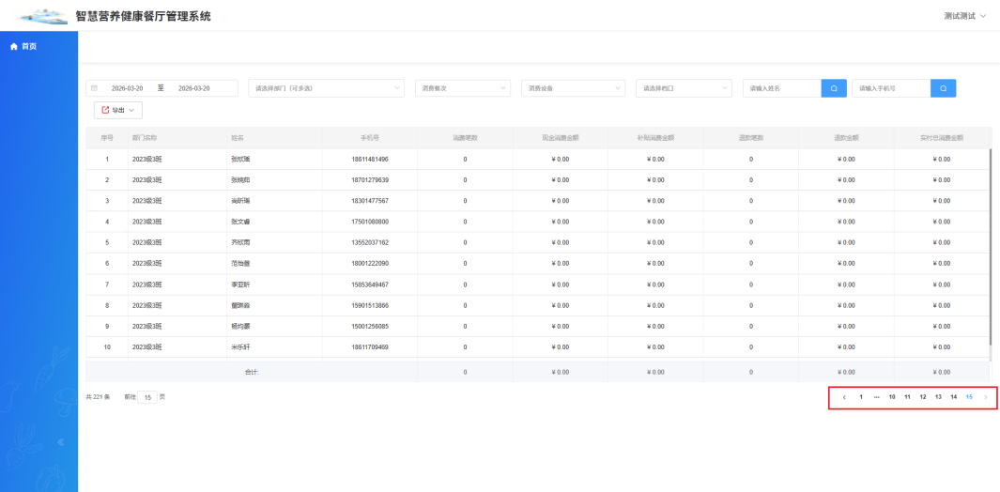 智慧营养健康餐厅管理系统
测试测试
首页
2026-03-20 至 2026-03-20 请选择部门（可多选） 消费餐次 消费设备 请选择档口 请输入姓名 请输入手机号
导出
序号 部门名称 姓名 手机号 消费笔数 现金消费金额 补贴消费金额 退款笔数 退款金额 实付总消费金额
1 2023级3班 张欣瑶 18611481496 0 ¥ 0.00 ¥ 0.00 0 ¥ 0.00 ¥ 0.00
2 2023级3班 18701279639 0 ¥ 0.00 ¥ 0.00 0 ¥ 0.00 ¥ 0.00
3 2023级3班 尚昕瑶 18301477567 0 ¥ 0.00 ¥ 0.00 0 ¥ 0.00 ¥ 0.00
4 2023级3班 张文睿 17501080800 0 ¥ 0.00 ¥ 0.00 0 ¥ 0.00 ¥ 0.00
5 2023级3班 齐欣雨 13552037162 0 ¥ 0.00 ¥ 0.00 0 ¥ 0.00 ¥ 0.00
6 2023级3班 18001222090 0 ¥ 0.00 ¥ 0.00 0 ¥ 0.00 ¥ 0.00
7 2023级3班 李亚昕 15853649467 0 ¥ 0.00 ¥ 0.00 0 ¥ 0.00 ¥ 0.00
8 2023级3班 15901513866 0 ¥ 0.00 ¥ 0.00 0 ¥ 0.00 ¥ 0.00
9 2023级3班 15001256085 0 ¥ 0.00 ¥ 0.00 0 ¥ 0.00 ¥ 0.00
10 2023级3班 米乐轩 18611709469 0 ¥ 0.00 ¥ 0.00 0 ¥ 0.00 ¥ 0.00
合计: 0 ¥ 0.00 ¥ 0.00 0 ¥ 0.00 ¥ 0.00
共 221 条 前往 15 页 1 ... 10 11 12 13 14 15